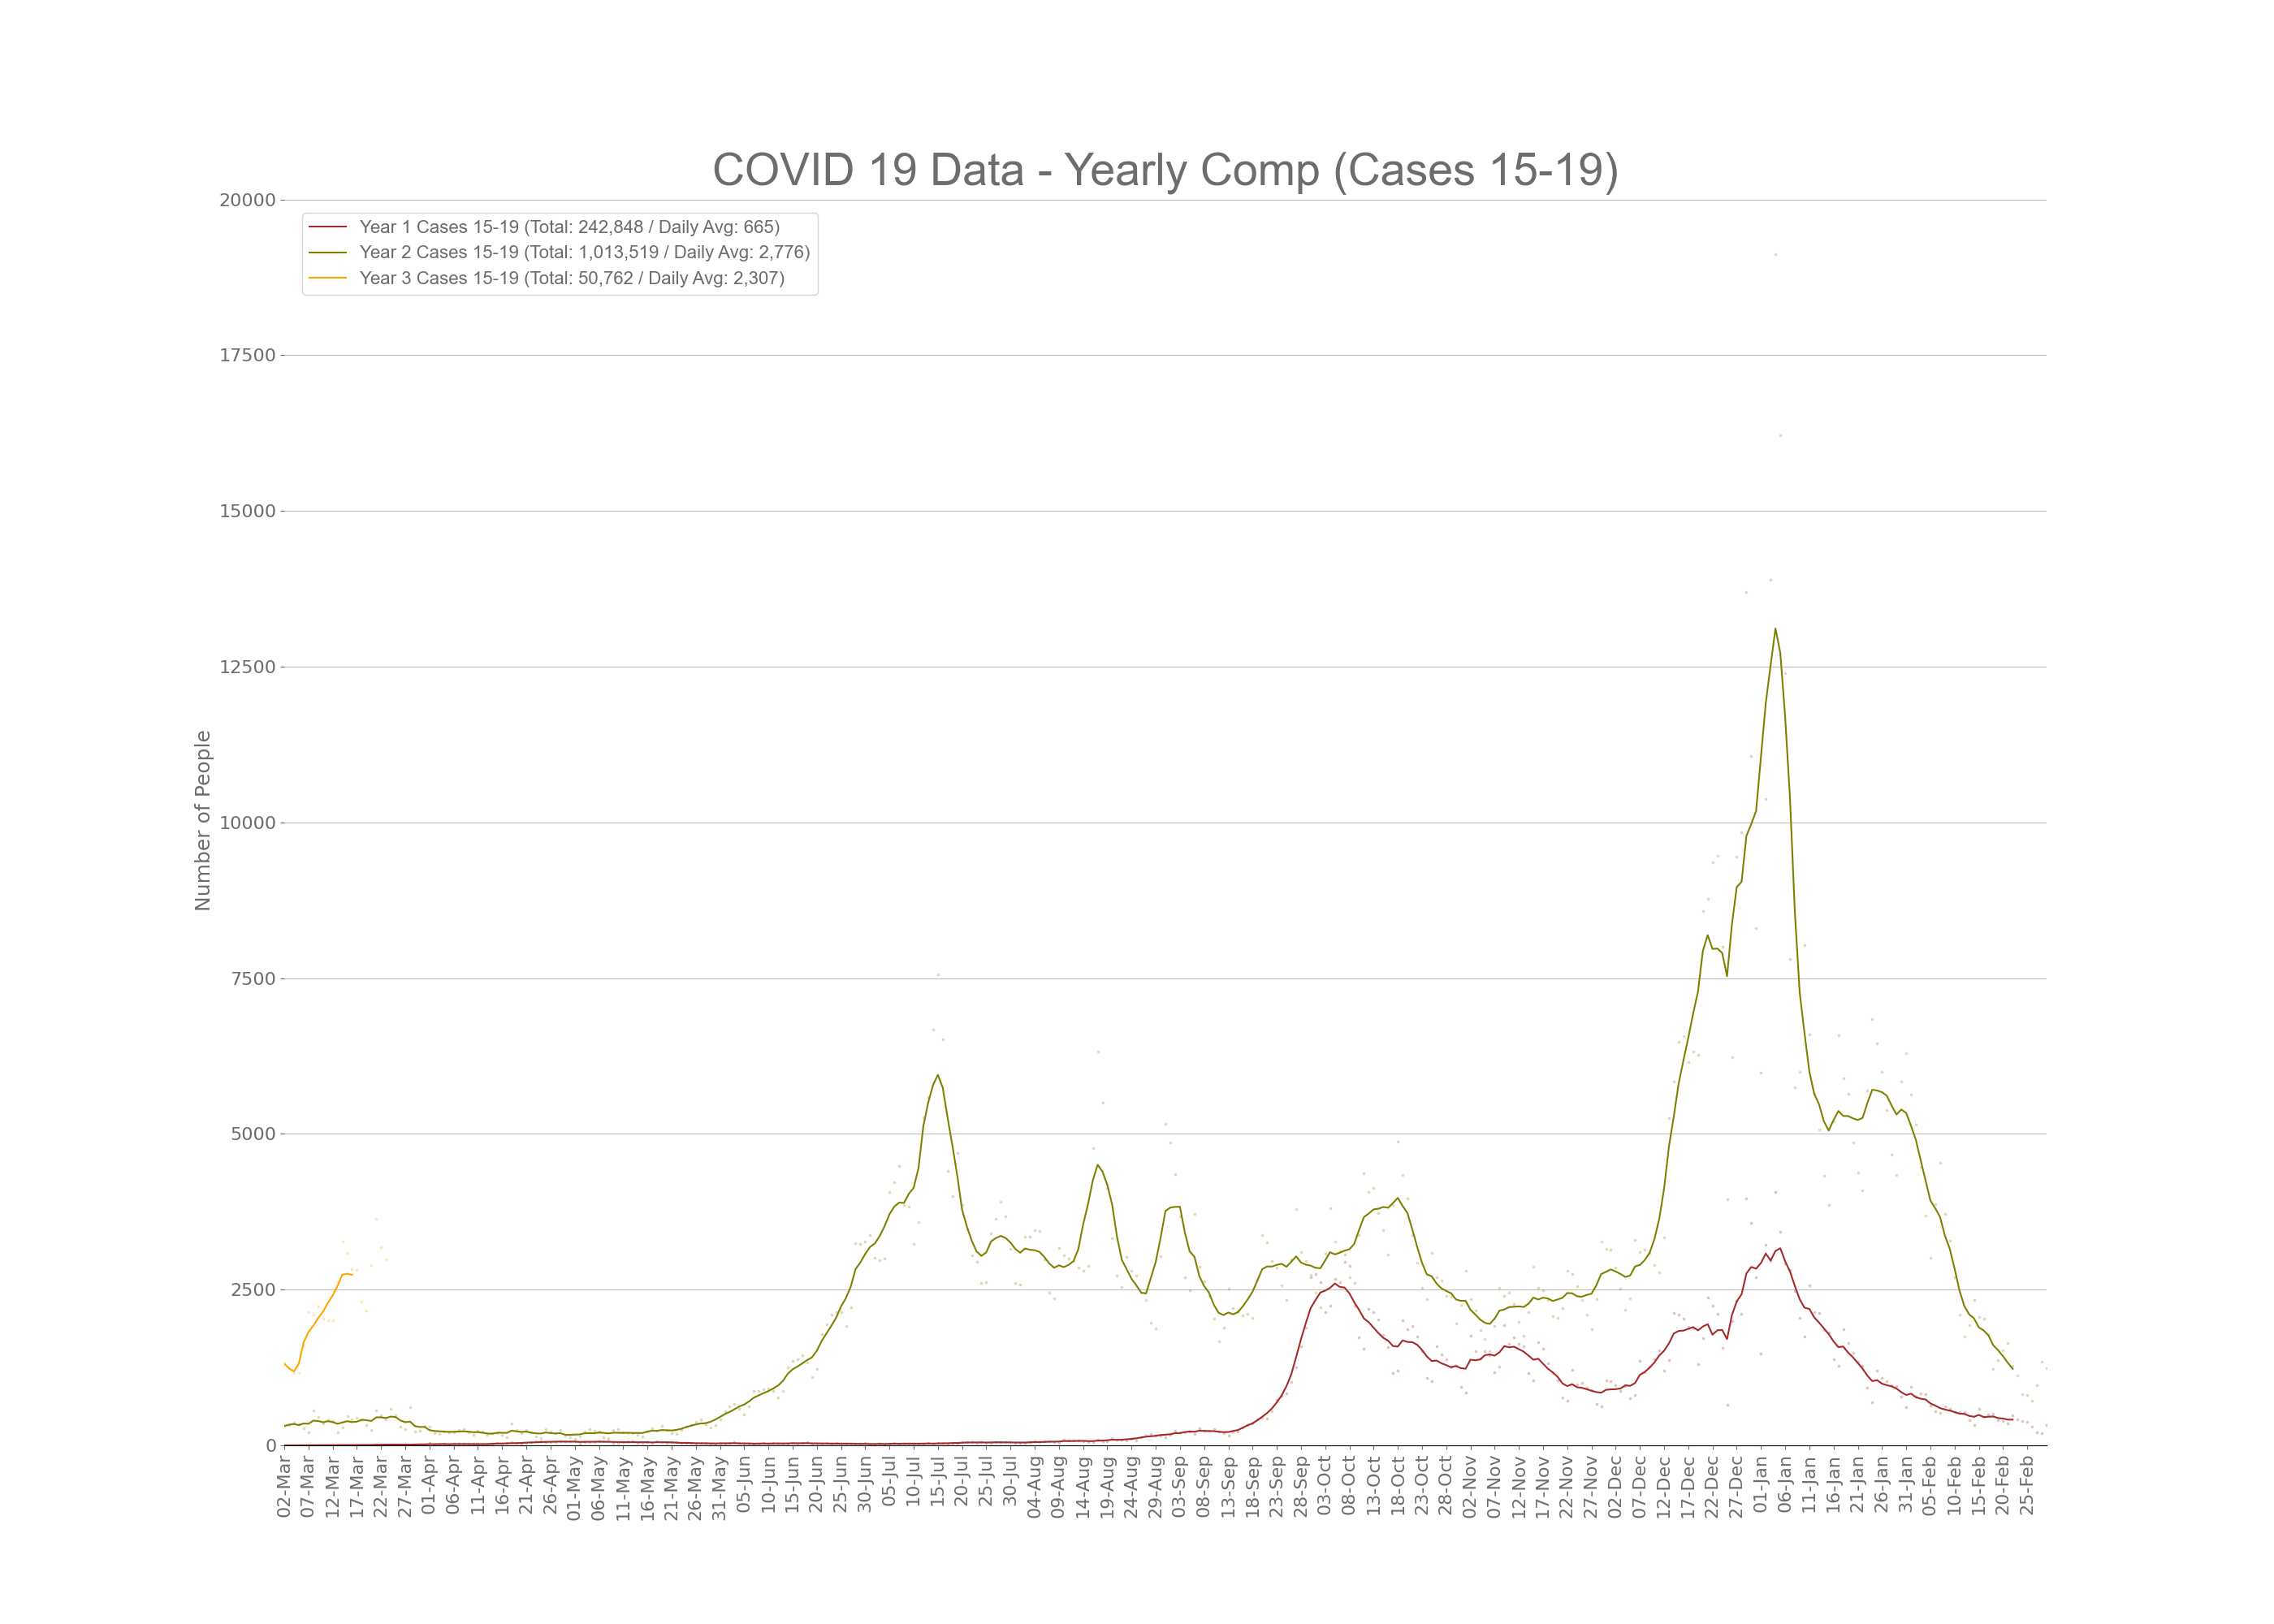 COVID 19 Data - Yearly Comp (Cases 15-19)
20000
17500
15000
12500
10000
7500
5000
2500
0
Number of People
Year 1 Cases 15-19 (Total: 242,848 / Daily Avg: 665)
Year 2 Cases 15-19 (Total: 1,013,519 / Daily Avg: 2,776)
Year 3 Cases 15-19 (Total: 50,762 / Daily Avg: 2,307)
02-Mar
07-Mar
12-Mar
17-Mar
22-Mar
27-Mar
01-Apr
06-Apr
11-Apr
16-Apr
21-Apr
26-Apr
01-May
06-May
11-May
16-May
21-May
26-May
31-May
05-Jun
10-Jun
15-Jun
20-Jun
25-Jun
30-Jun
05-Jul
10-Jul
15-Jul
20-Jul
25-Jul
30-Jul
04-Aug
09-Aug
14-Aug
19-Aug
24-Aug
29-Aug
03-Sep
08-Sep
13-Sep
18-Sep
23-Sep
28-Sep
03-Oct
08-Oct
13-Oct
18-Oct
23-Oct
28-Oct
02-Nov
07-Nov
12-Nov
17-Nov
22-Nov
27-Nov
02-Dec
07-Dec
12-Dec
17-Dec
22-Dec
27-Dec
01-Jan
06-Jan
11-Jan
16-Jan
21-Jan
26-Jan
31-Jan
05-Feb
10-Feb
15-Feb
20-Feb
25-Feb